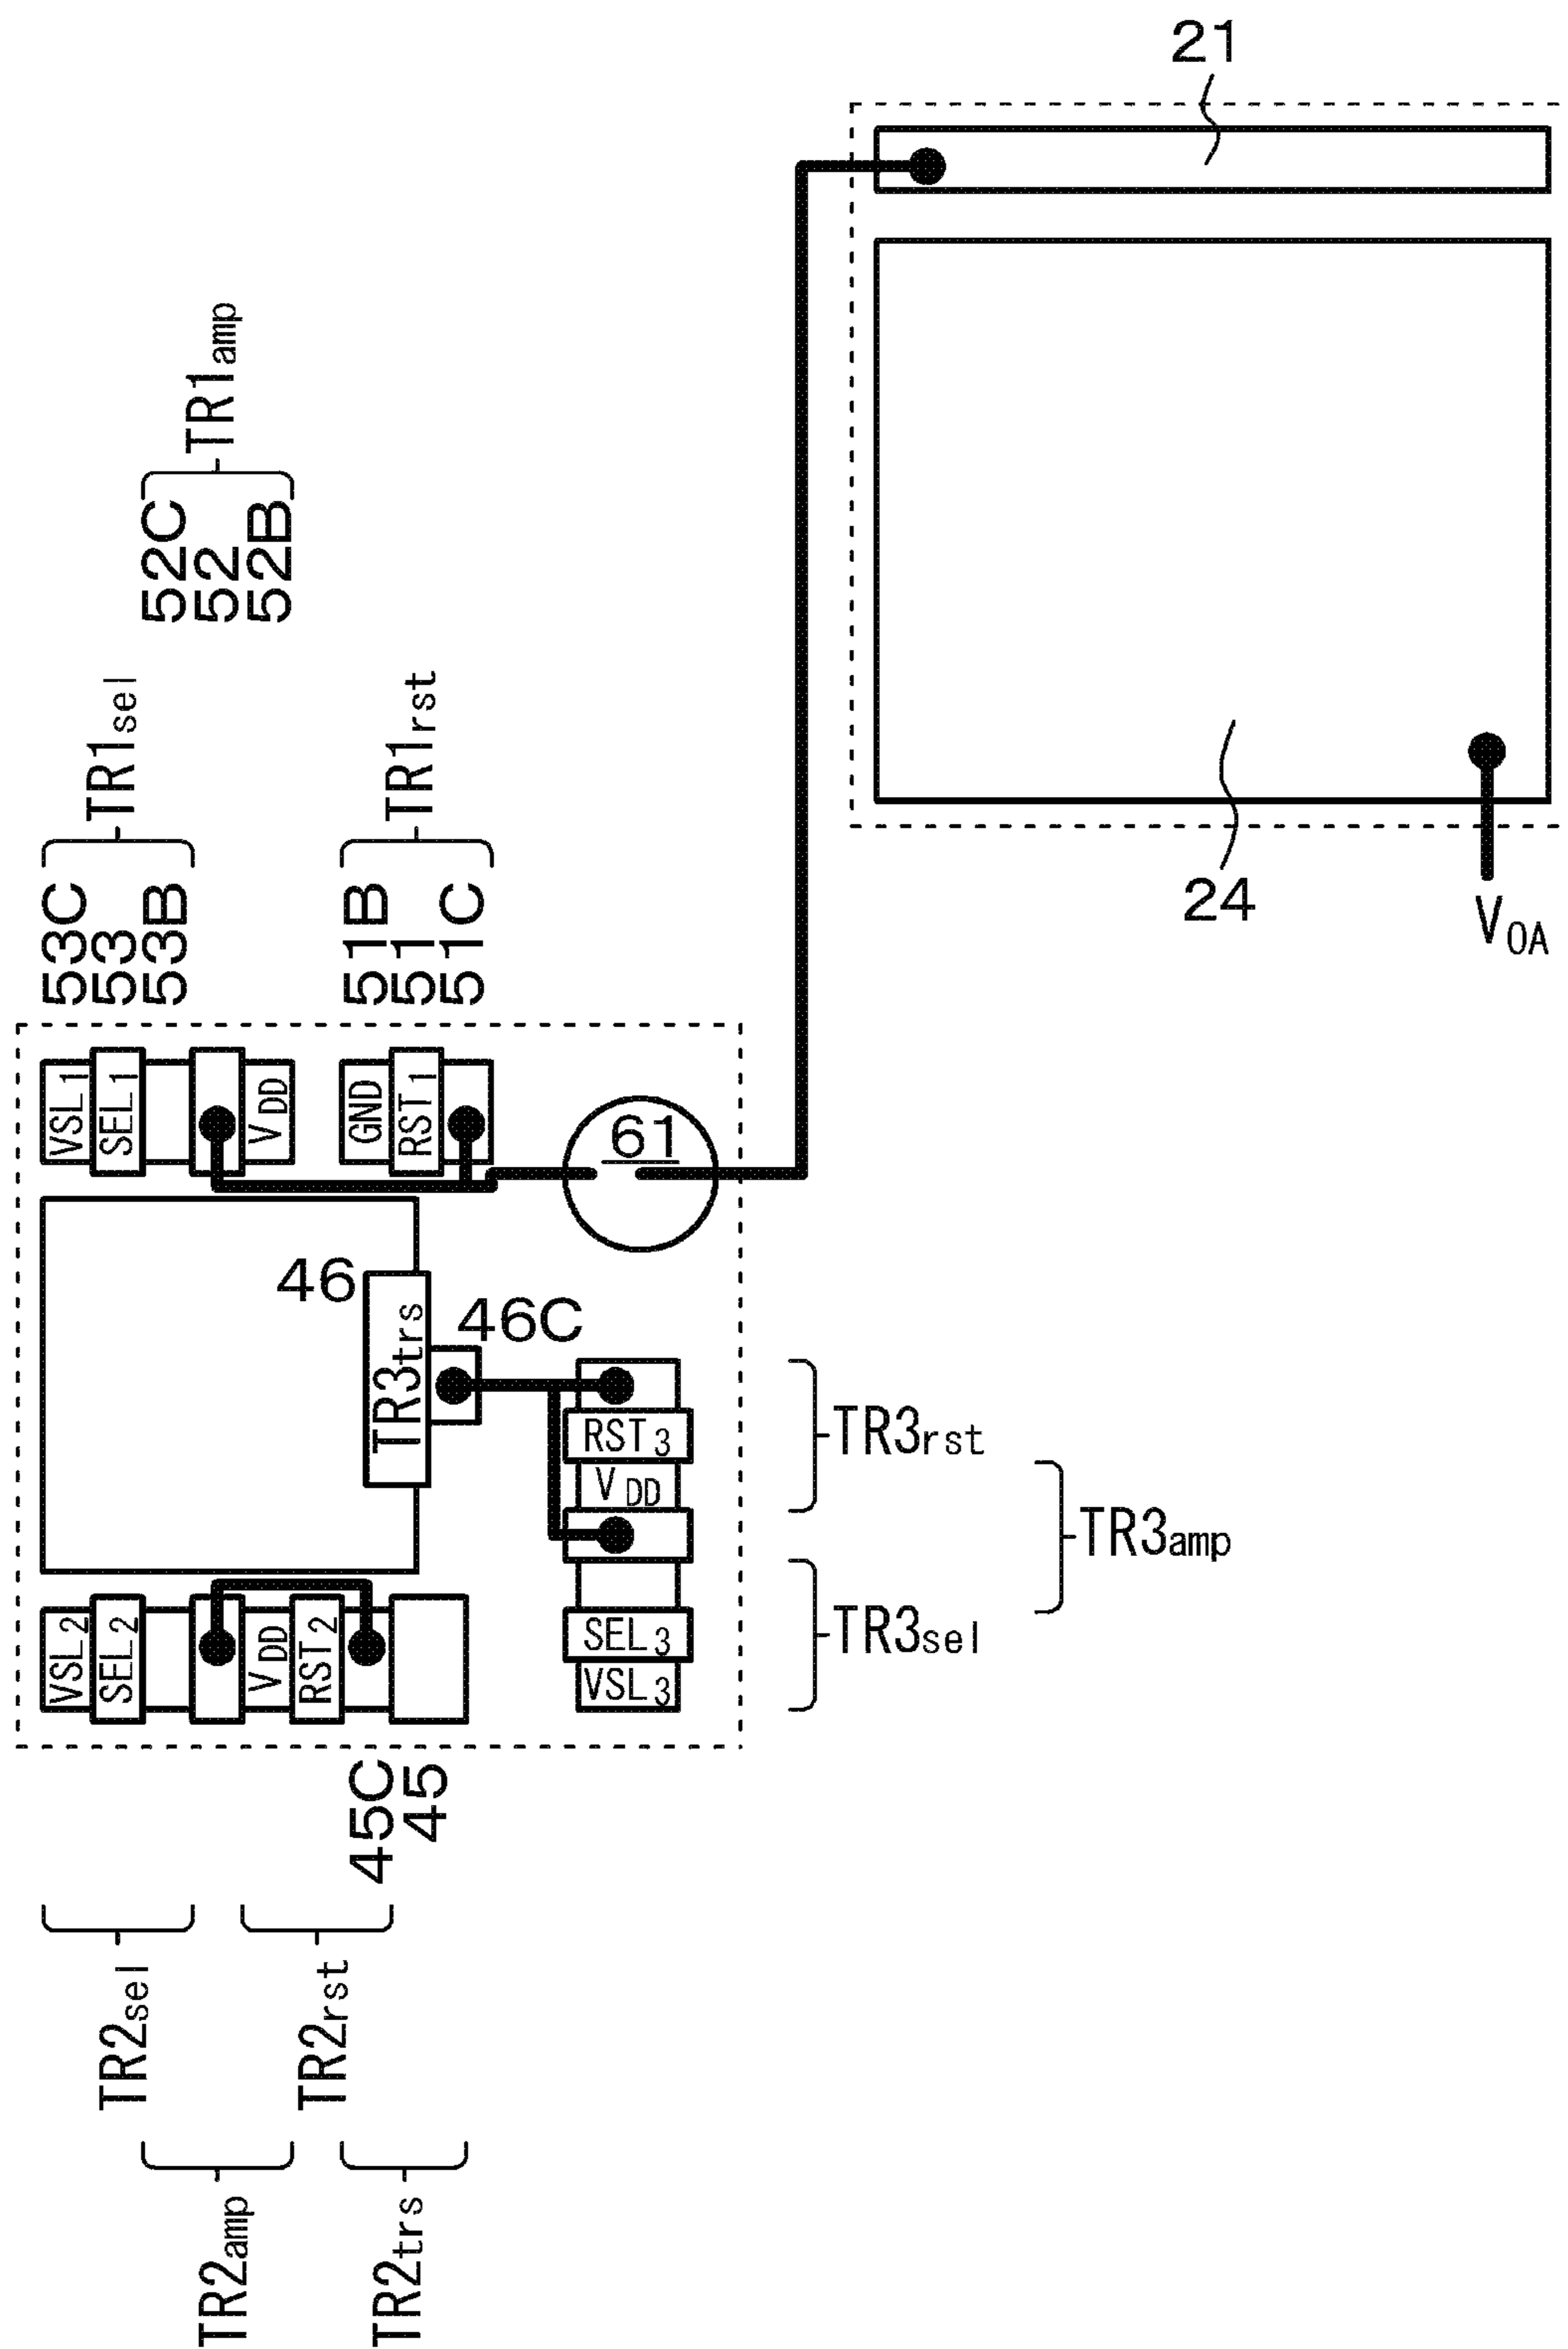 21
TR1amp
52C
52
52B
TR1sel
TR1rst
53C
53
53B
51B
51
51C
24
VOA
VSL1
SEL1
VDD
GND
RST1
61
46
TR3trs
46C
RST3
VDD
SEL3
VSL3
TR3rst
TR3amp
TR3sel
VSL2
SEL2
VDD
RST2
45C
45
TR2sel
TR2rst
TR2amp
TR2trs